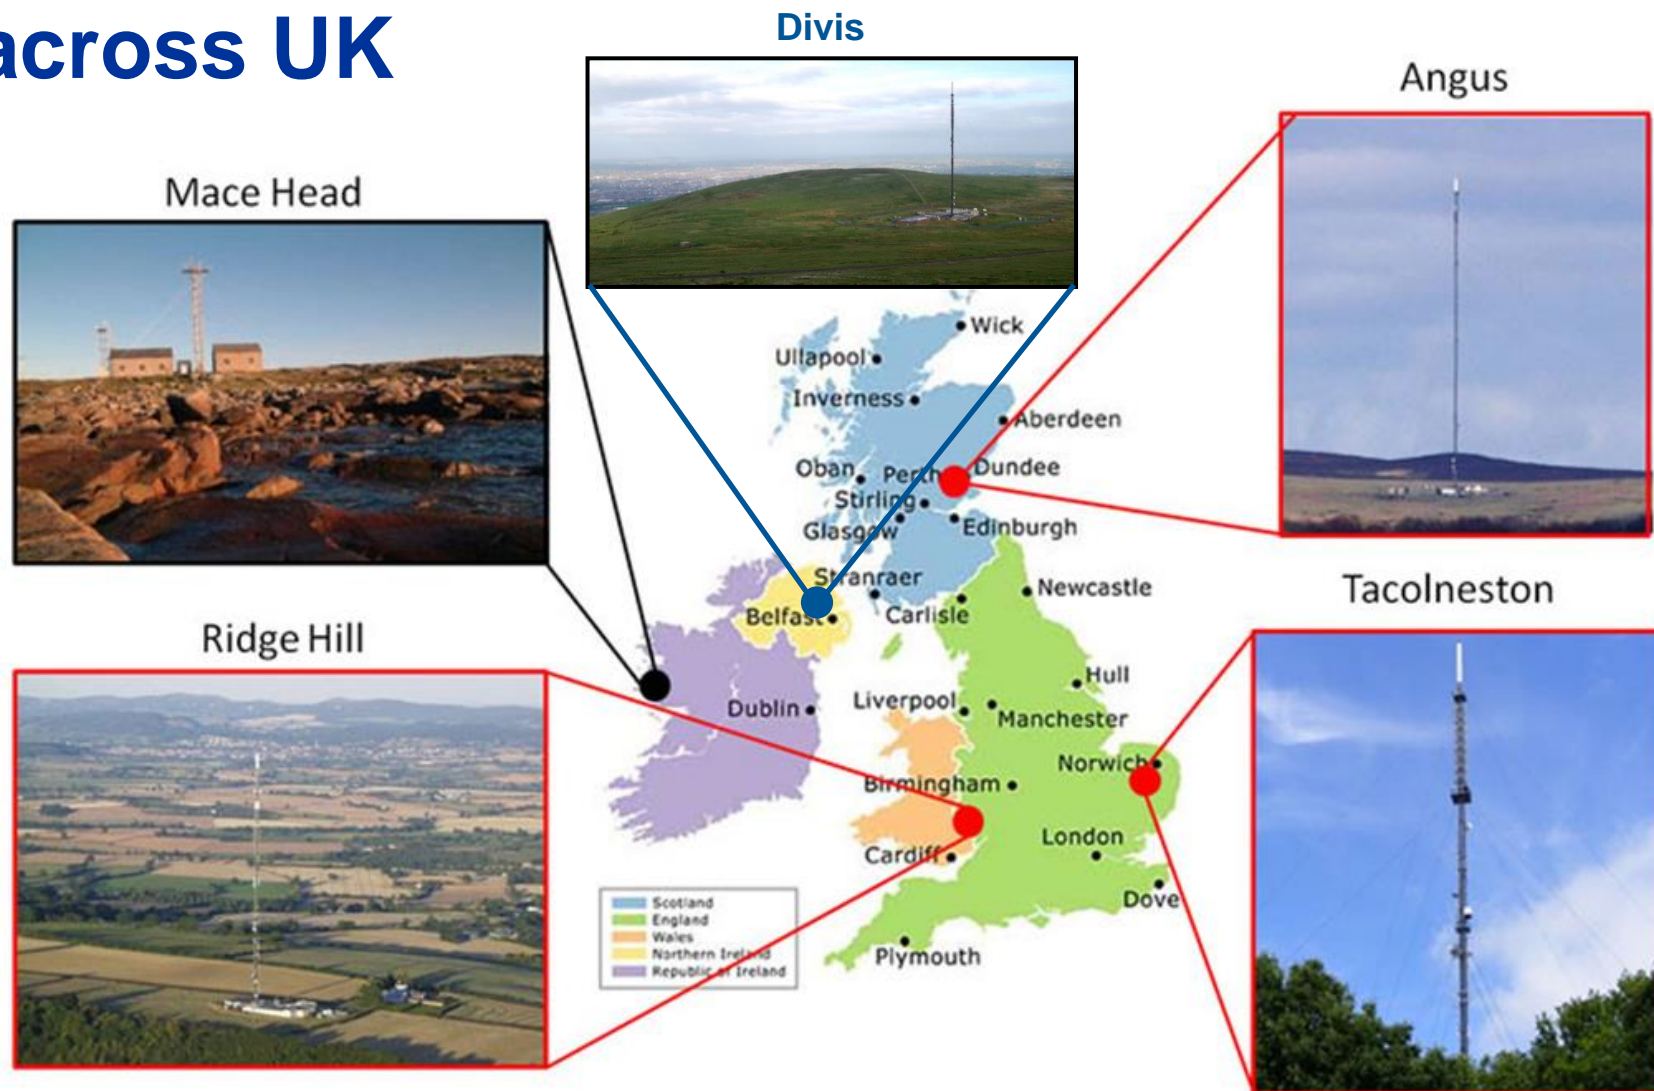 across UK
Divis
Angus
Mace Head
Wick
Ullapool
Inverness
Aberdeen
Oban
Perth
Dundee
Stirling
Glasgow
Edinburgh
Stranraer
Newcastle
Tacolneston
Belfast
Carlisle
Ridge Hill
Hull
Liverpool
Dublin
Manchester
Norwich
Birmingham
London
Cardiff
Dove
Scotland
England
Wales
Northern Ireland
Republic of Ireland
Plymouth